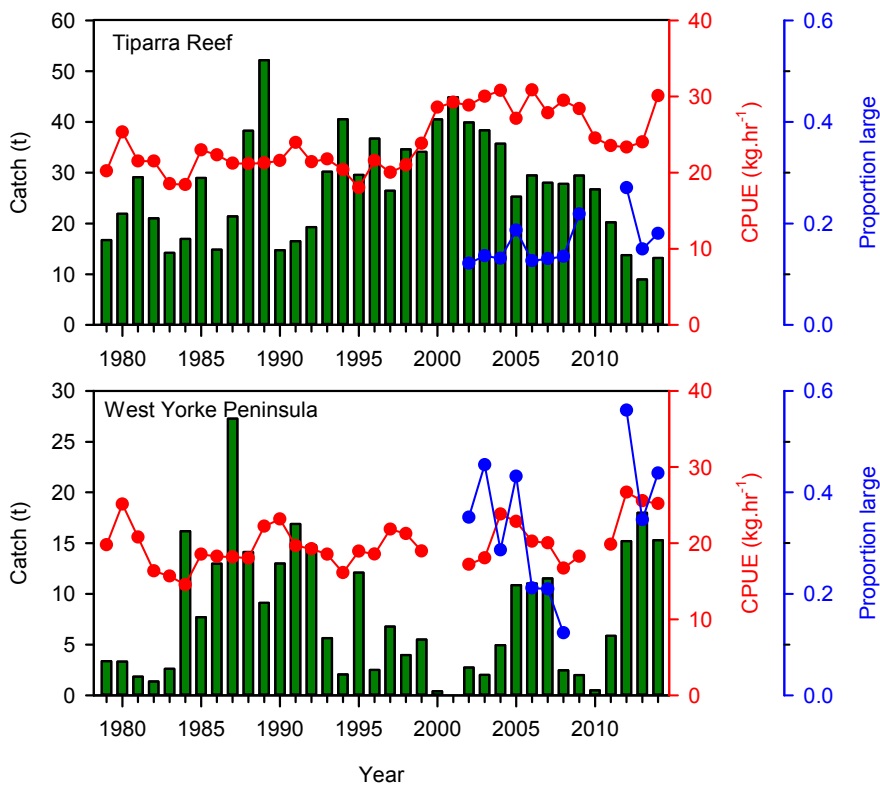 Tiparra Reef
Catch (t)
60
50
40
30
20
10
0
CPUE (kg.hr-1)
40
30
20
10
0
Proportion large
0.6
0.4
0.2
0.0
1980 1985 1990 1995 2000 2005 2010
West Yorke Peninsula
Catch (t)
30
25
20
15
10
5
0
CPUE (kg.hr-1)
40
30
20
10
0
Proportion large
0.6
0.4
0.2
0.0
1980 1985 1990 1995 2000 2005 2010
Year